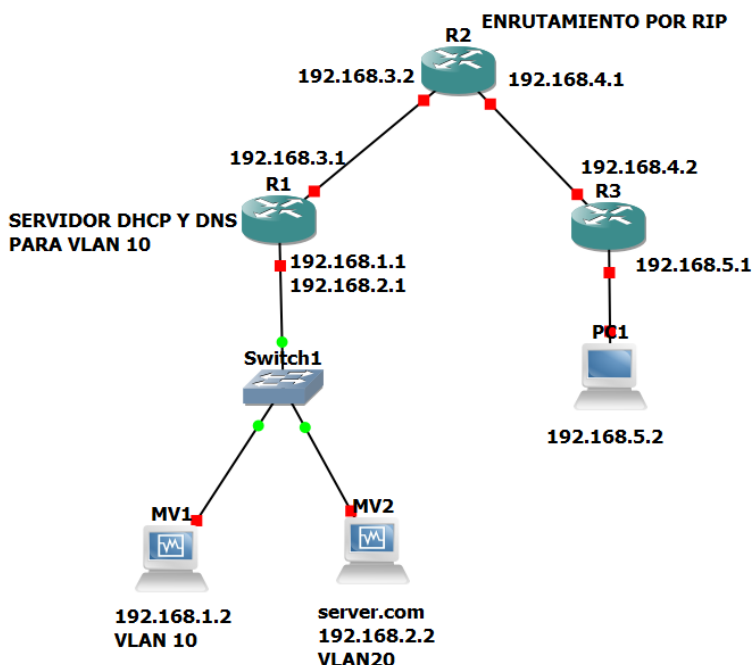 ENRUTAMIENTO POR RIP
R2
192.168.3.2
192.168.4.1
192.168.3.1
192.168.4.2
R1
R3
SERVIDOR DHCP Y DNS
PARA VLAN 10
192.168.1.1
192.168.2.1
192.168.5.1
Switch1
PC1
192.168.5.2
MV1
MV2
192.168.1.2
VLAN 10
server.com
192.168.2.2
VLAN20